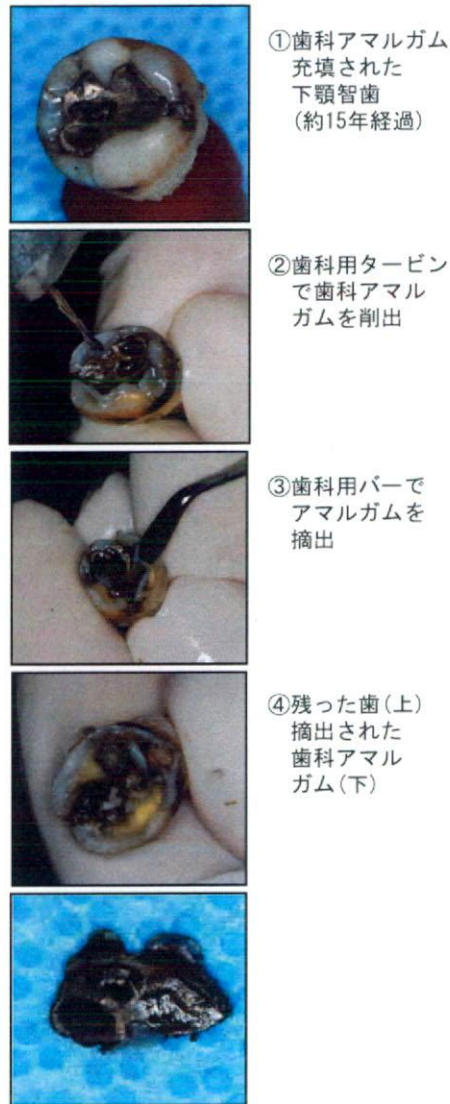 ①歯科アマルガム
充填された
下顎智歯
(約15年経過)
②歯科用タービン
で歯科アマル
ガムを削出
③歯科用バーで
アマルガムを
摘出
④残った歯(上)
摘出された
歯科アマル
ガム(下)